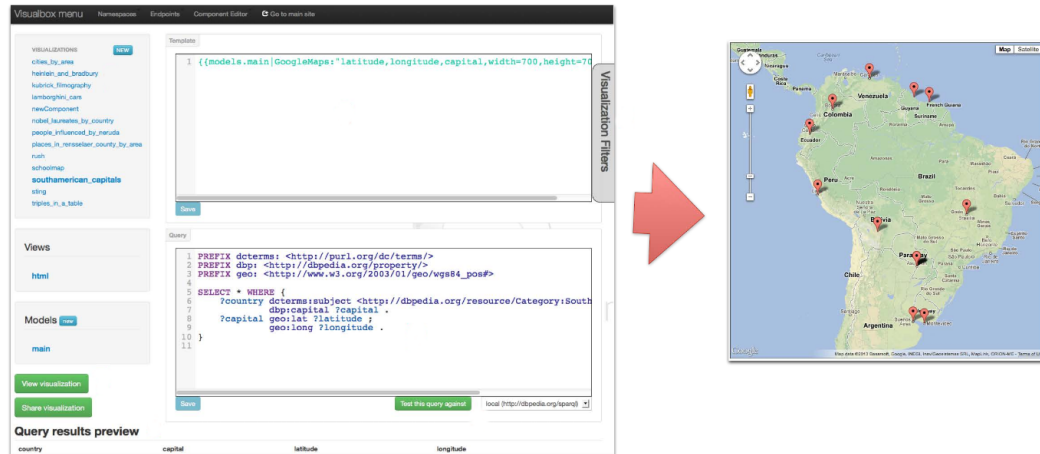 Visualbox menu Namespaces Endpoints Component Editor Go to main site
VISUALIZATIONS NEW
cities_by_area
heinlein_and_bradbury
kubrick_filmography
lamborghini_cars
newComponent
nobel_laureates_by_country
people_influenced_by_neruda
places_in_rensselaer_county_by_area
rush
schoolmap
southamerican_capitals
sting
triples_in_a_table
Views
html
Models new
main
View visualization
Share visualization
Template
1 {{models.main|GoogleMaps:"latitude,longitude,capital,width=700,height=70
Save
Visualization Filters
Query
1 PREFIX dcterms: <http://purl.org/dc/terms/>
2 PREFIX dbp: <http://dbpedia.org/property/>
3 PREFIX geo: <http://www.w3.org/2003/01/geo/wgs84_pos#>
4
5 SELECT * WHERE {
6 ?country dcterms:subject <http://dbpedia.org/resource/Category:South
7 dbp:capital ?capital .
8 ?capital geo:lat ?latitude ;
9 geo:long ?longitude .
10 }
11
Save
Test this query against
local (http://dbpedia.org/sparql)
Query results preview
country capital latitude longitude
Map Satellite
Guatemala
Nicaragua
Costa Rica
Panama
Venezuela
Guyana
French Guiana
Suriname
Colombia
Ecuador
Peru
Brazil
Bolivia
Chile
Argentina